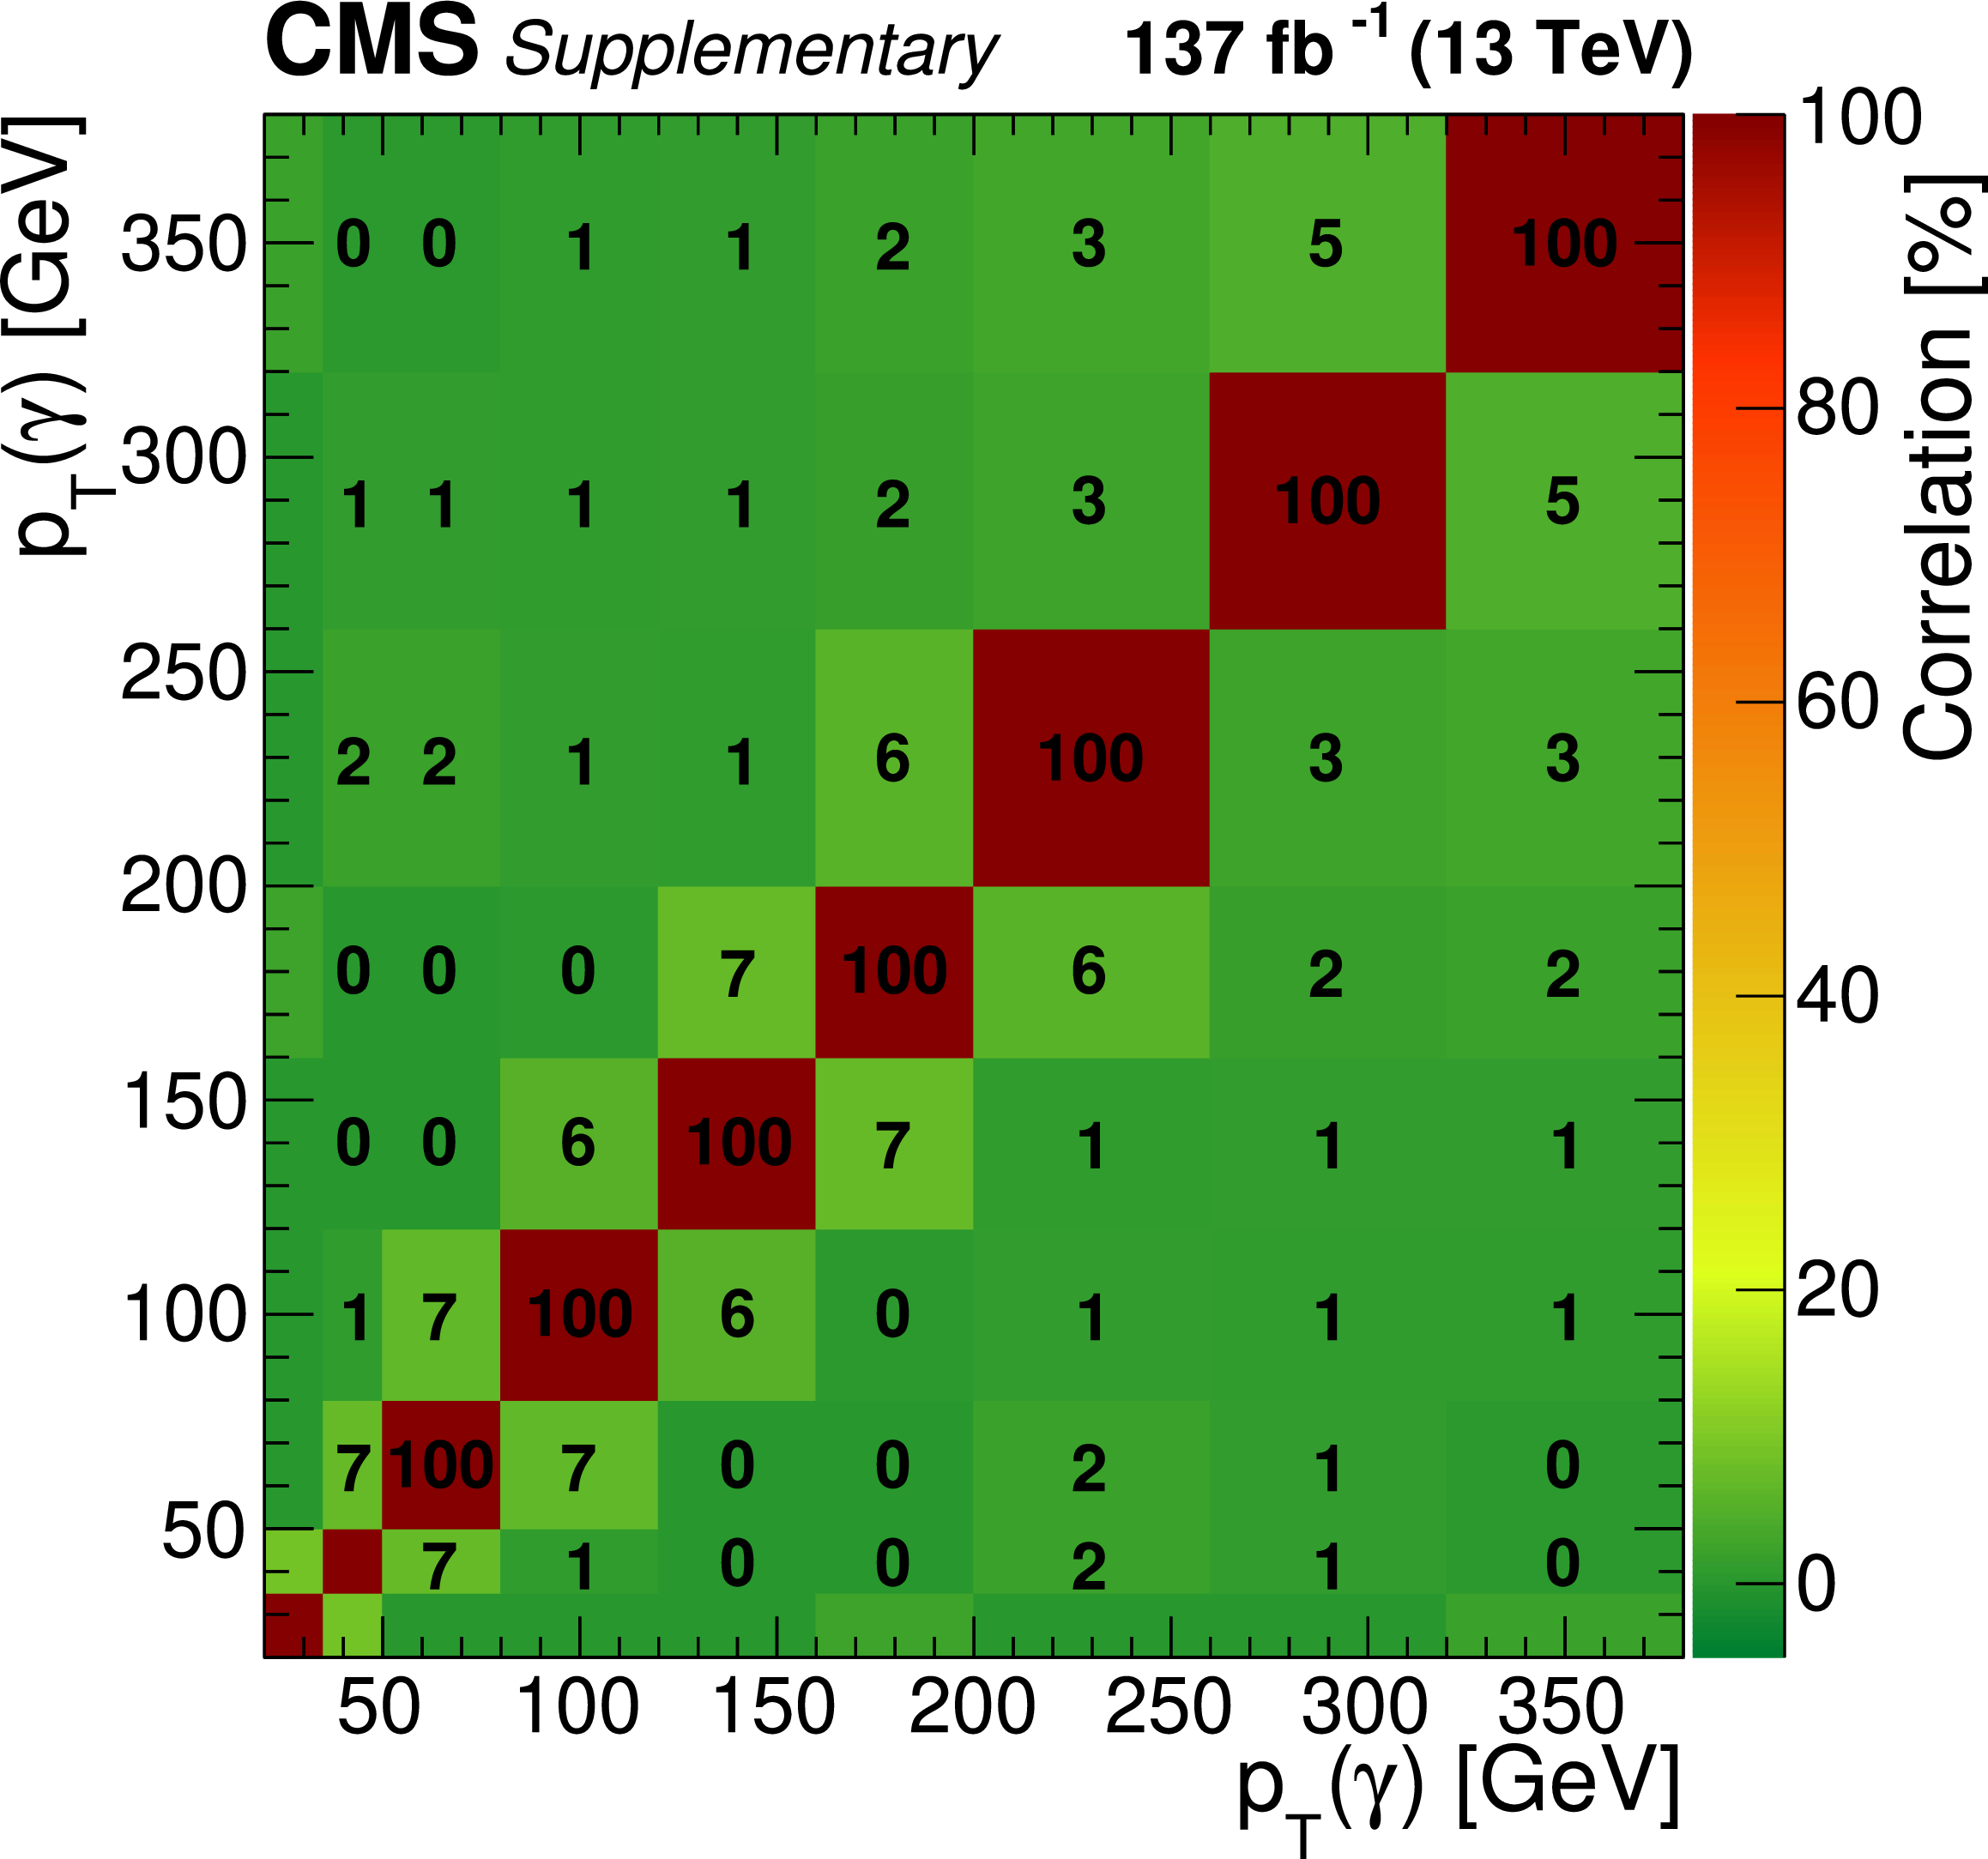 CMS Supplementary 137 fb -1 (13 TeV)
pT(γ) [GeV]
350 0 0 1 1 2 3 5 100
300 1 1 1 1 2 3 100 5
250
2 2 1 1 6 100 3 3
200
0 0 0 7 100 6 2 2
150
0 0 6 100 7 1 1 1
100 1 7 100 6 0 1 1 1
7 100 7 0 0 2 1 0
50
7 1 0 0 2 1 0
50 100 150 200 250 300 350
pT(γ) [GeV]
100
80
60
40
20
0
Correlation [%]